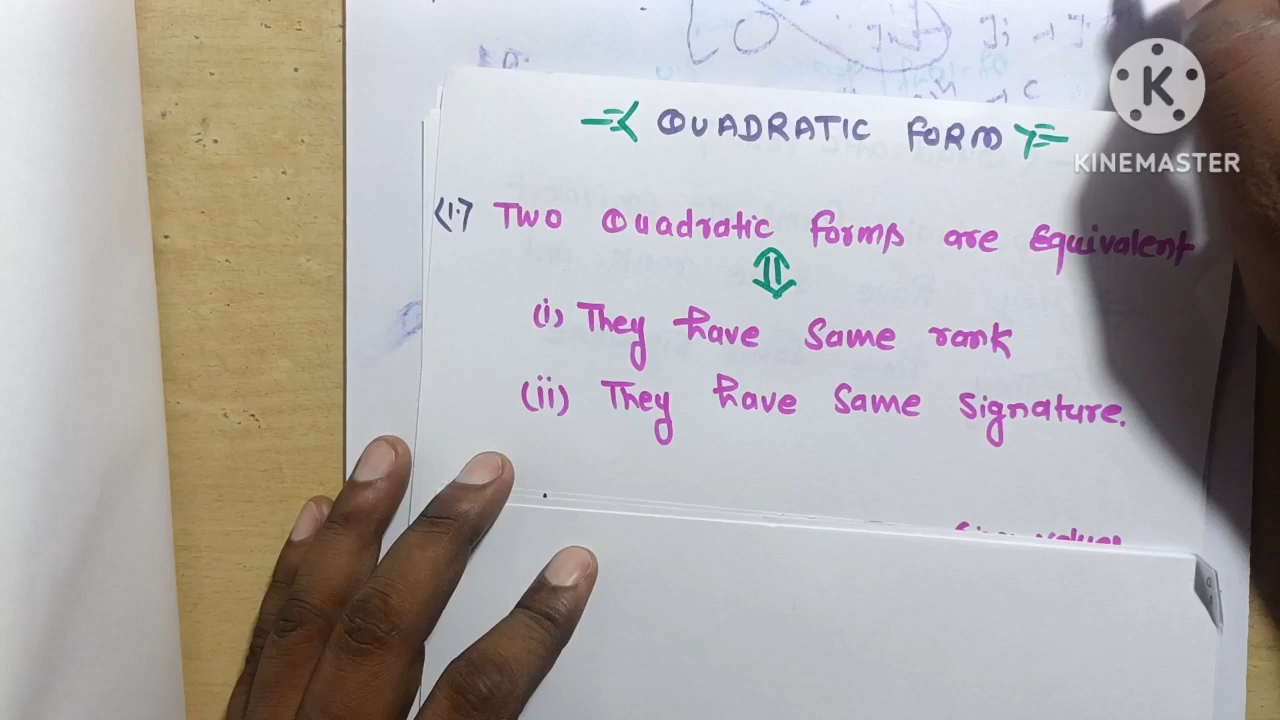 QUADRATIC FORM
KINEMASTER
(1.) Two Quadratic forms are Equivalent
(i) They have same rank
(ii) They have same signature.